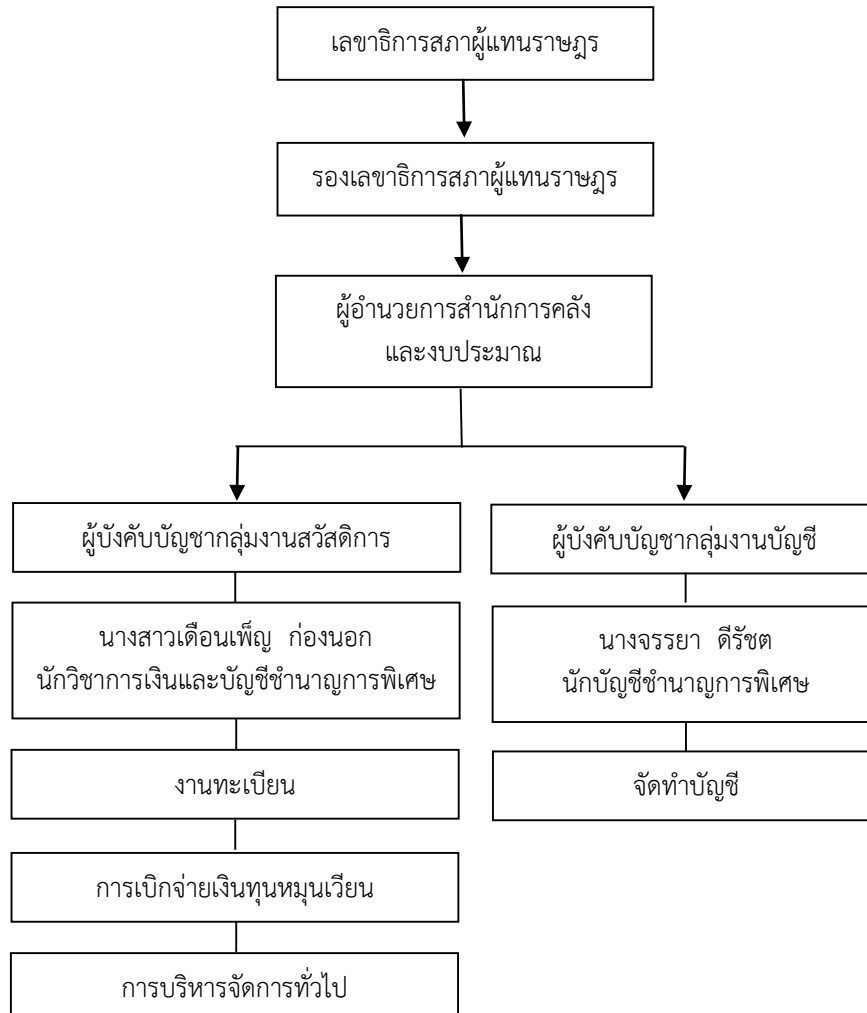 เลขาธิการสภาผู้แทนราษฎร
รองเลขาธิการสภาผู้แทนราษฎร
ผู้อำนวยการสำนักการคลัง
และงบประมาณ
ผู้บังคับบัญชากลุ่มงานสวัสดิการ
นางสาวเดือนเพ็ญ ก่องนอก
นักวิชาการเงินและบัญชีชำนาญการพิเศษ
งานทะเบียน
การเบิกจ่ายเงินทุนหมุนเวียน
การบริหารจัดการทั่วไป
ผู้บังคับบัญชากลุ่มงานบัญชี
นางจรรยา ดีรัชต
นักบัญชีชำนาญการพิเศษ
จัดทำบัญชี